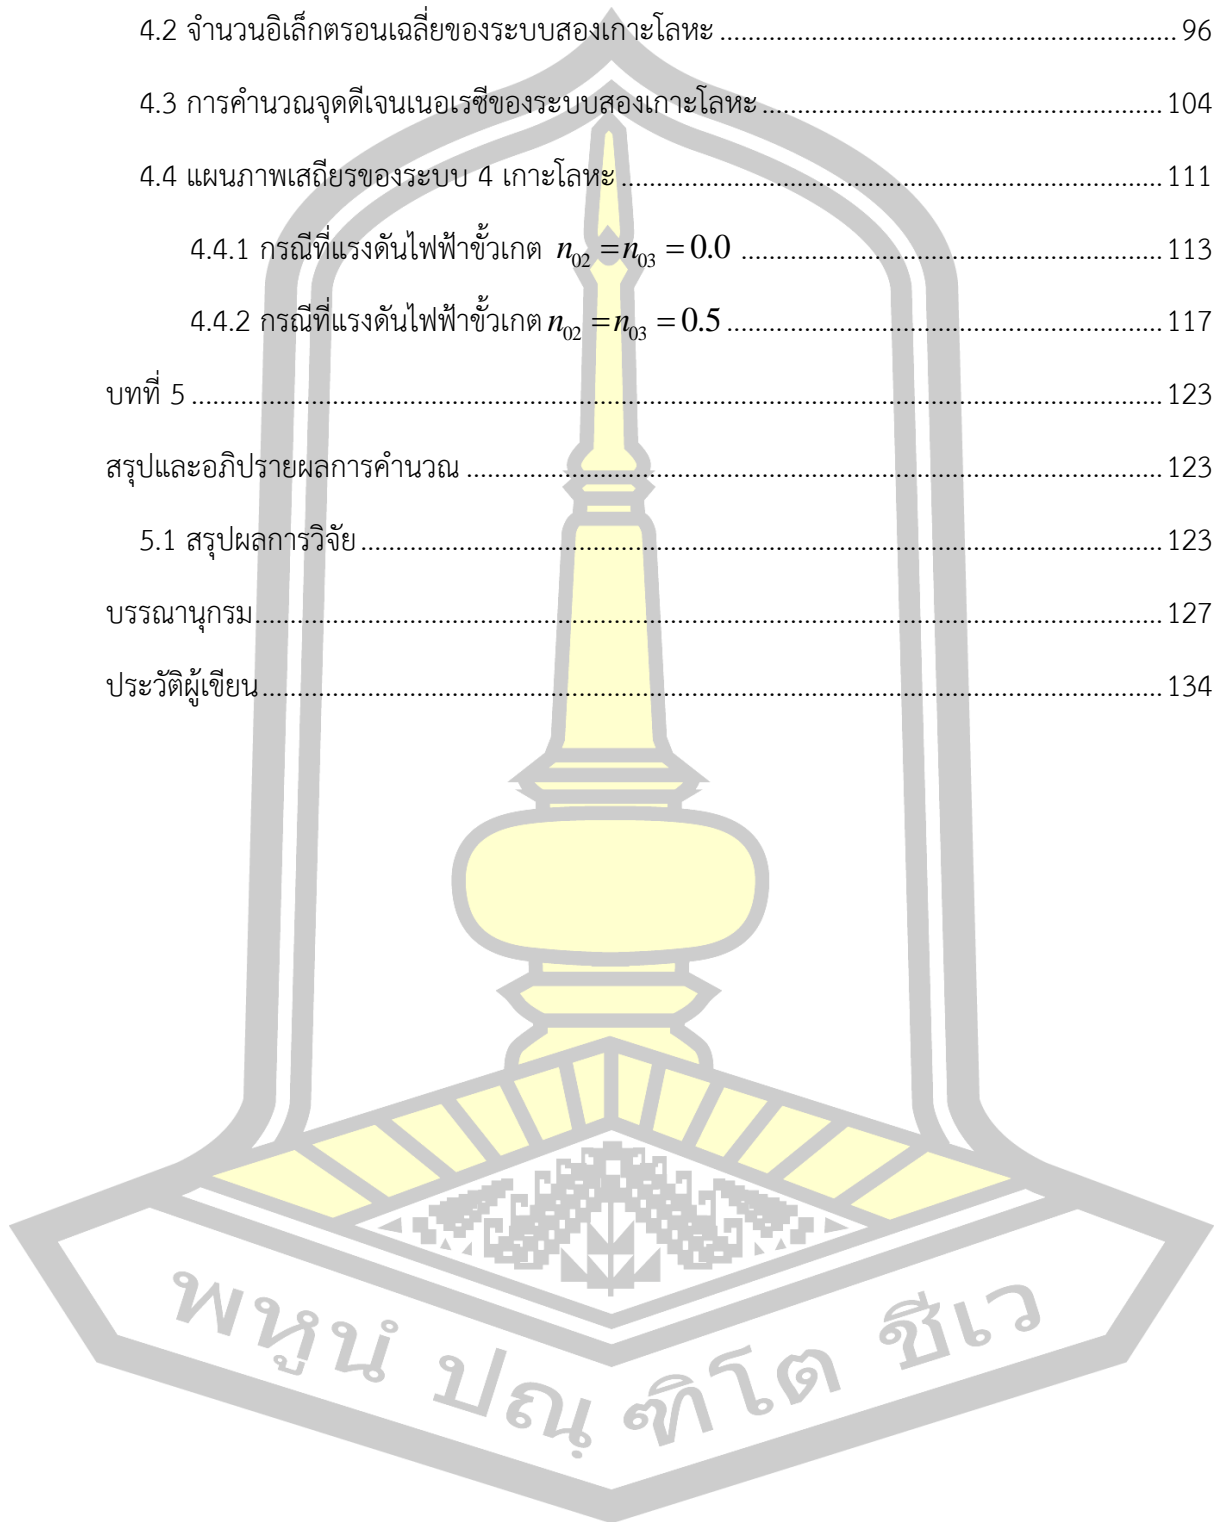 4.2 จำนวนอิเล็กตรอนเฉลี่ยของระบบสองเกาะโลหะ ........................................................... 96
4.3 การคำนวณจุดดีเจนเนอเรซีของระบบสองเกาะโลหะ .................................................... 104
4.4 แผนภาพเสถียรของระบบ 4 เกาะโลหะ ...................................................................... 111
4.4.1 กรณีที่แรงดันไฟฟ้าขั้วเกต n₀₂ = n₀₃ = 0.0 ....................................................... 113
4.4.2 กรณีที่แรงดันไฟฟ้าขั้วเกต n₀₂ = n₀₃ = 0.5 ........................................................ 117
บทที่ 5 ............................................................................................................................. 123
สรุปและอภิปรายผลการคำนวณ .......................................................................................... 123
5.1 สรุปผลการวิจัย ........................................................................................................ 123
บรรณานุกรม ..................................................................................................................... 127
ประวัติผู้เขียน .................................................................................................................... 134
พหูนํ ปณฺฑิโต ชีเว